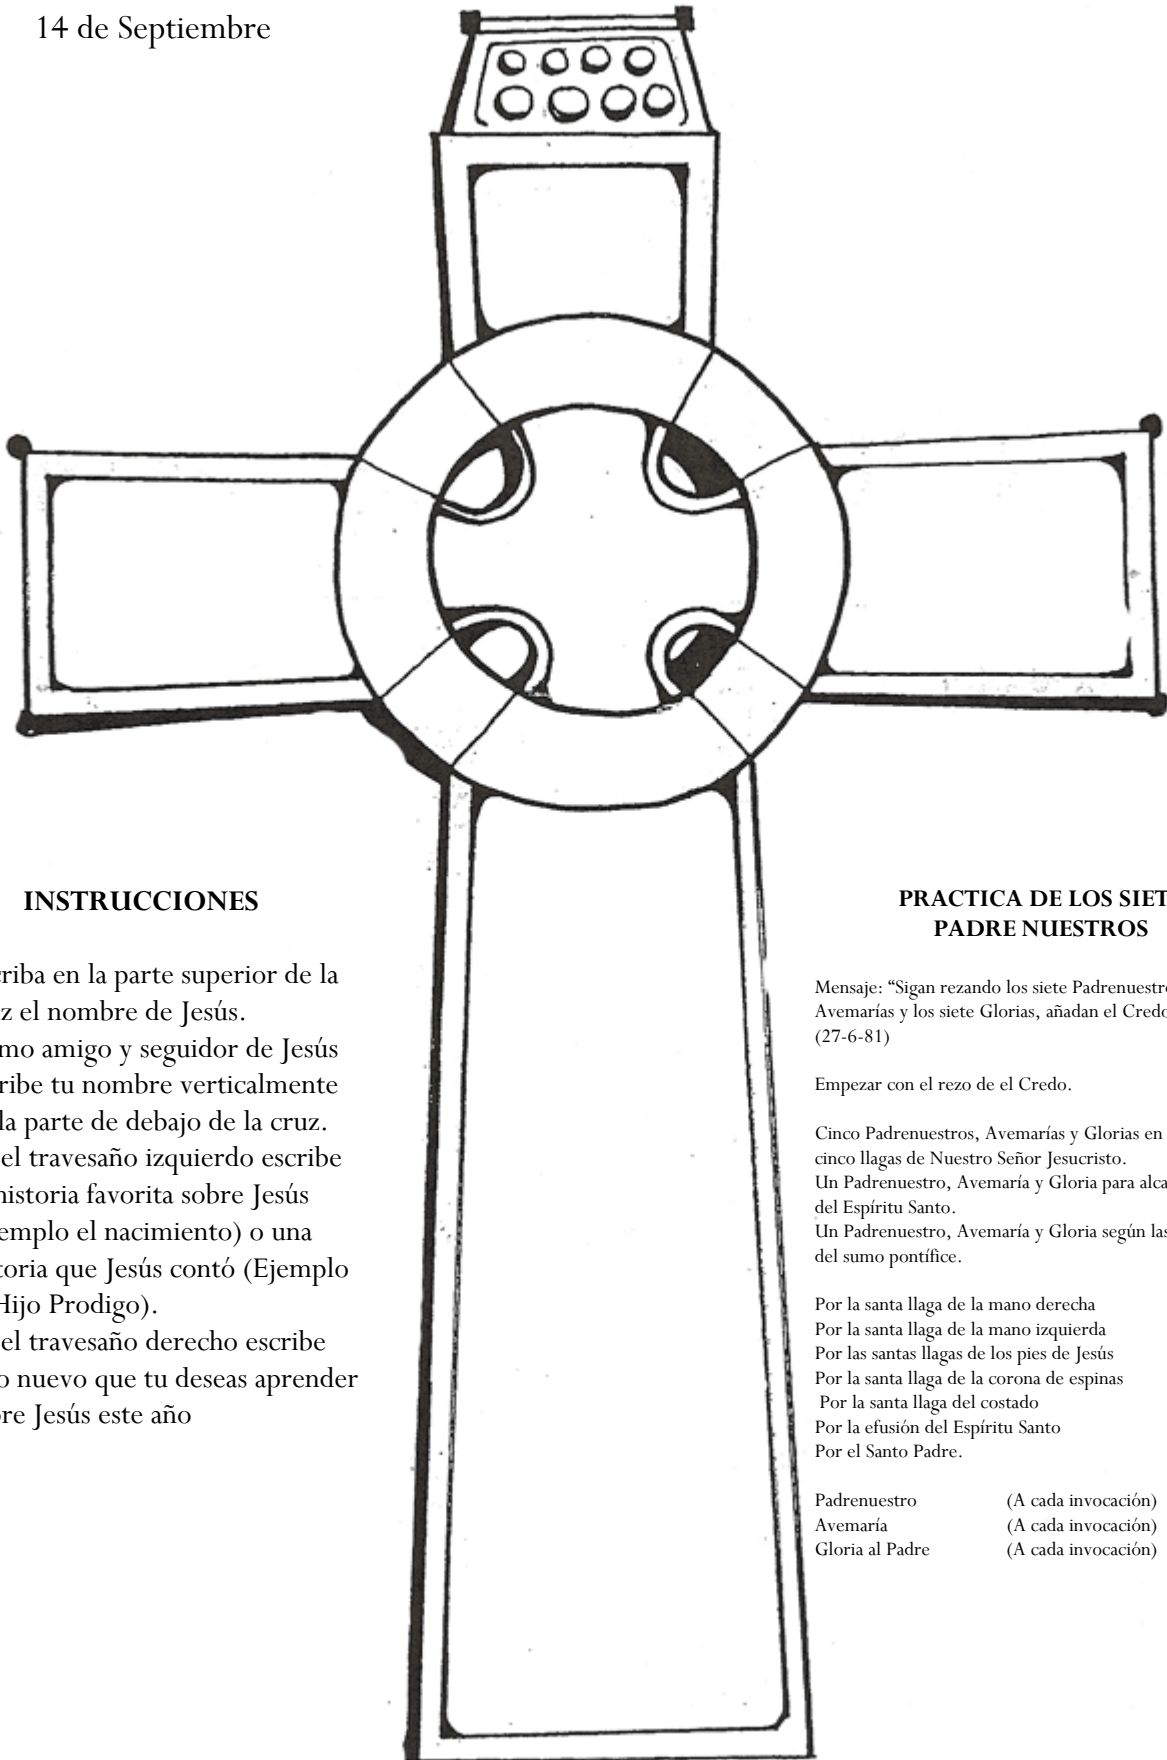 14 de Septiembre
INSTRUCCIONES
criba en la parte superior de la
z el nombre de Jesús.
mo amigo y seguidor de Jesús
ribe tu nombre verticalmente
la parte de debajo de la cruz.
el travesaño izquierdo escribe
historia favorita sobre Jesús
emplo el nacimiento) o una
toria que Jesús contó (Ejemplo
Hijo Prodigo).
el travesaño derecho escribe
o nuevo que tu deseas aprender
bre Jesús este año
PRACTICA DE LOS SIET
PADRE NUESTROS
Mensaje: “Sigan rezando los siete Padrenuestro
Avemarías y los siete Glorias, añadan el Credo
(27-6-81)
Empezar con el rezo de el Credo.
Cinco Padrenuestros, Avemarías y Glorias en
cinco llagas de Nuestro Señor Jesucristo.
Un Padrenuestro, Avemaría y Gloria para alca
del Espíritu Santo.
Un Padrenuestro, Avemaría y Gloria según las
del sumo pontífice.
Por la santa llaga de la mano derecha
Por la santa llaga de la mano izquierda
Por las santas llagas de los pies de Jesús
Por la santa llaga de la corona de espinas
Por la santa llaga del costado
Por la efusión del Espíritu Santo
Por el Santo Padre.
Padrenuestro (A cada invocación)
Avemaría (A cada invocación)
Gloria al Padre (A cada invocación)